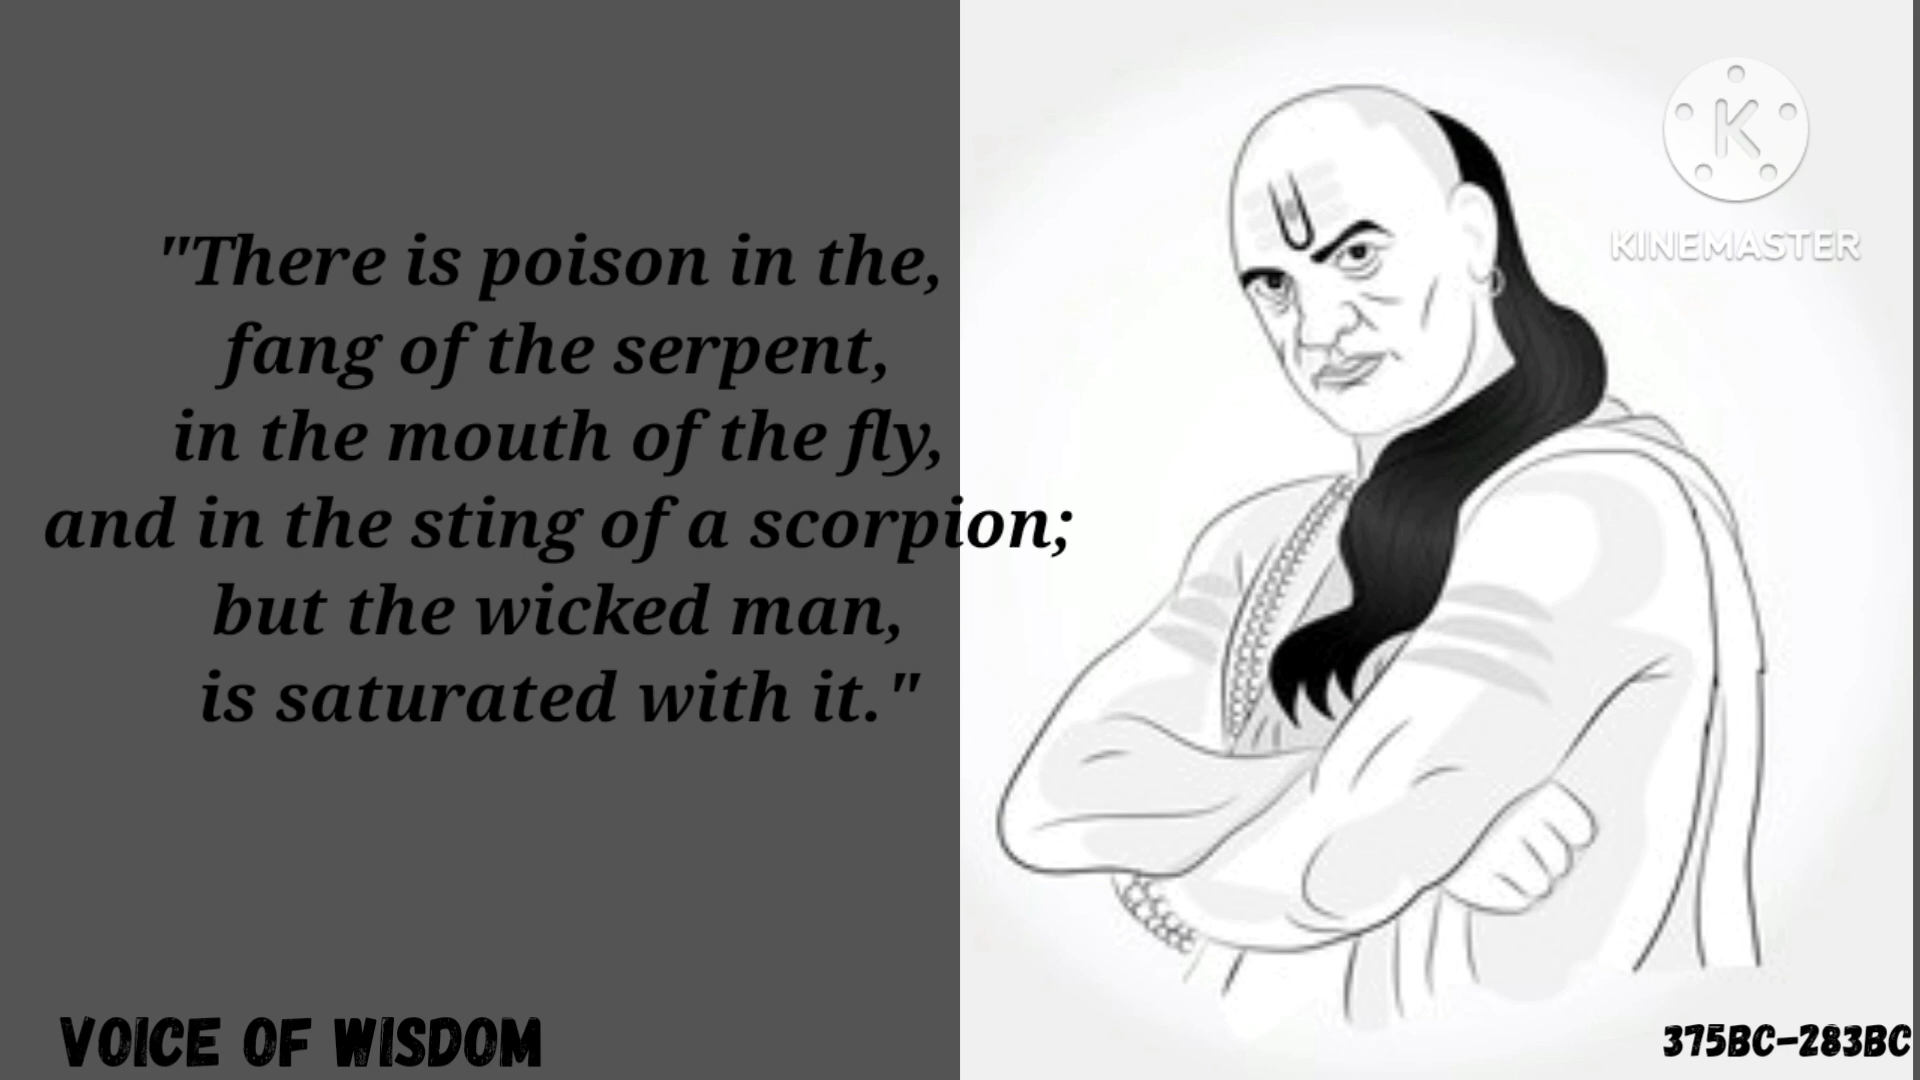 "There is poison in the,
fang of the serpent,
in the mouth of the fly,
and in the sting of a scorpion;
but the wicked man,
is saturated with it."
K
KINEMASTER
VOICE OF WISDOM
375BC-283BC